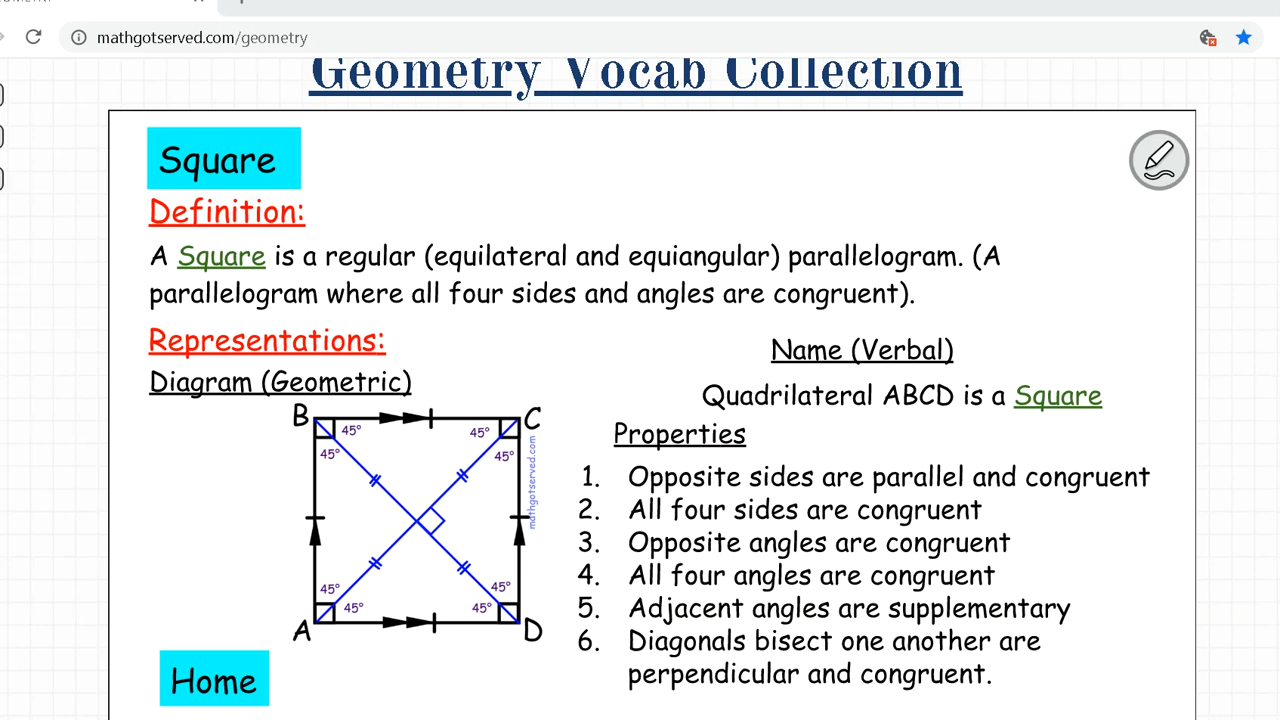 mathgotserved.com/geometry
Geometry Vocab Collection
Square
Definition:
A Square is a regular (equilateral and equiangular) parallelogram. (A
parallelogram where all four sides and angles are congruent).
Representations:
Diagram (Geometric)
Name (Verbal)
Quadrilateral ABCD is a Square
B
C
45°
45°
45°
45°
mathgotserved.com
45°
45°
45°
45°
A
D
Properties
1. Opposite sides are parallel and congruent
2. All four sides are congruent
3. Opposite angles are congruent
4. All four angles are congruent
5. Adjacent angles are supplementary
6. Diagonals bisect one another are
perpendicular and congruent.
Home